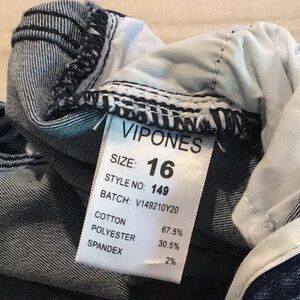 VIPONES
SIZE: 16
STYLE NO: 149
BATCH: V149210Y20
COTTON 67.5%
POLYESTER 30.5%
SPANDEX 2%